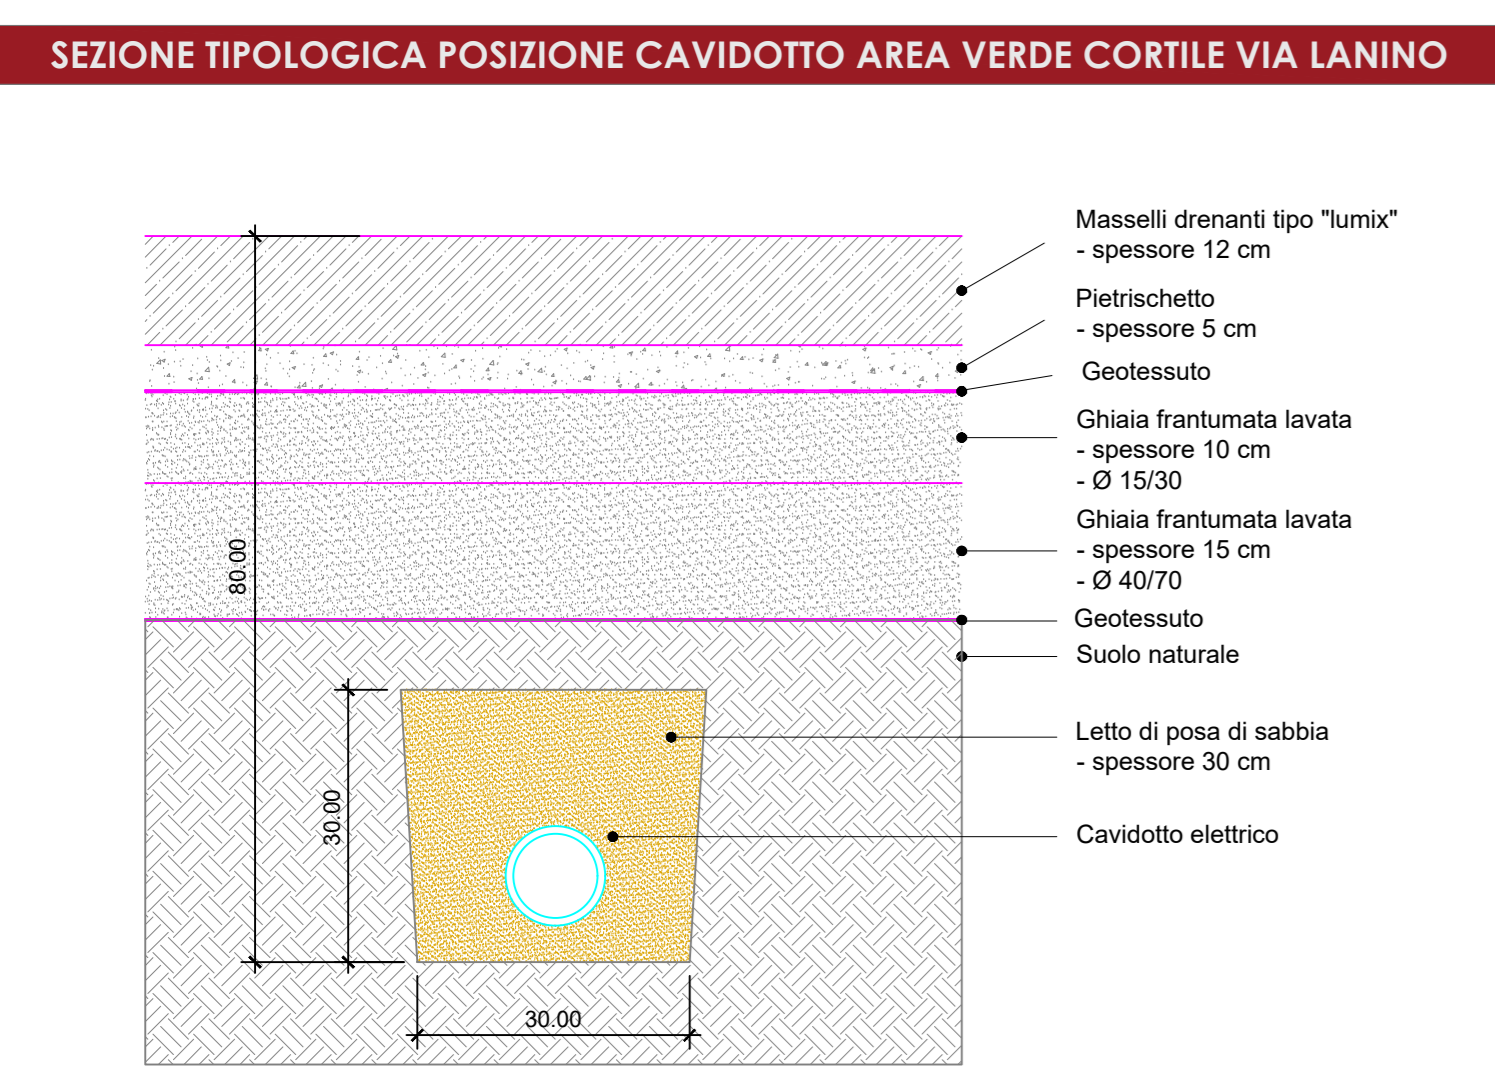 SEZIONE TIPOLOGICA POSIZIONE CAVIDOTTO AREA VERDE CORTILE VIA LANINO
Masselli drenanti tipo "lumix"
- spessore 12 cm
Pietrischetto
- spessore 5 cm
Geotessuto
Ghiaia frantumata lavata
- spessore 10 cm
- Ø 15/30
Ghiaia frantumata lavata
- spessore 15 cm
- Ø 40/70
80.00
Geotessuto
Suolo naturale
Letto di posa di sabbia
- spessore 30 cm
30.00
Cavidotto elettrico
30.00